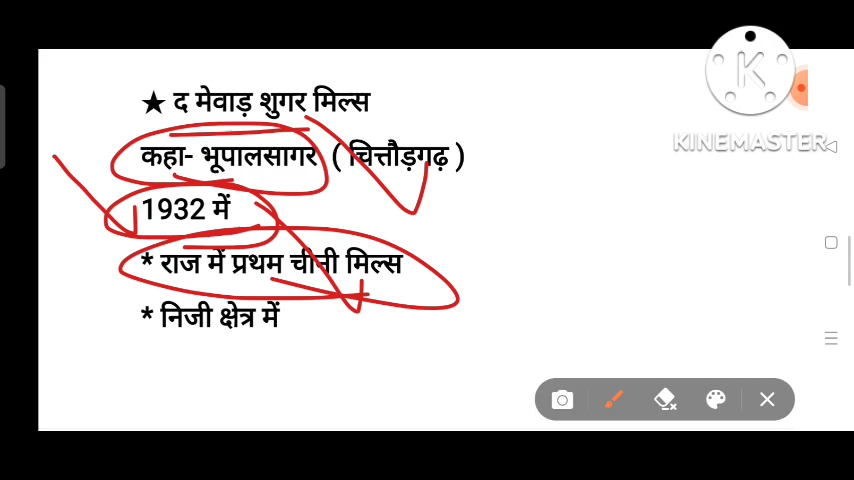 ★ द मेवाड़ शुगर मिल्स
कहा- भूपालसागर ( चित्तौड़गढ़ )
1932 में
* राज में प्रथम चीनी मिल्स
* निजी क्षेत्र में
K
KINEMASTER